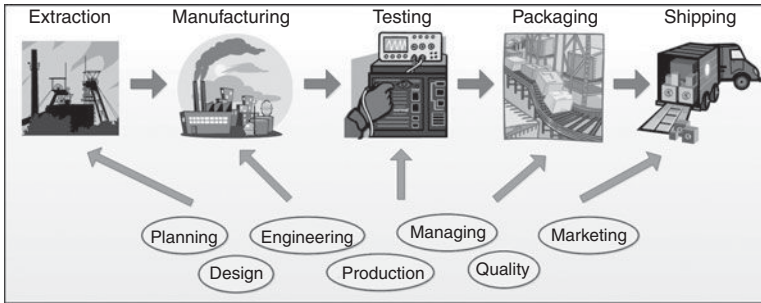 Extraction
Manufacturing
Testing
Packaging
Shipping
Planning
Engineering
Managing
Marketing
Design
Production
Quality